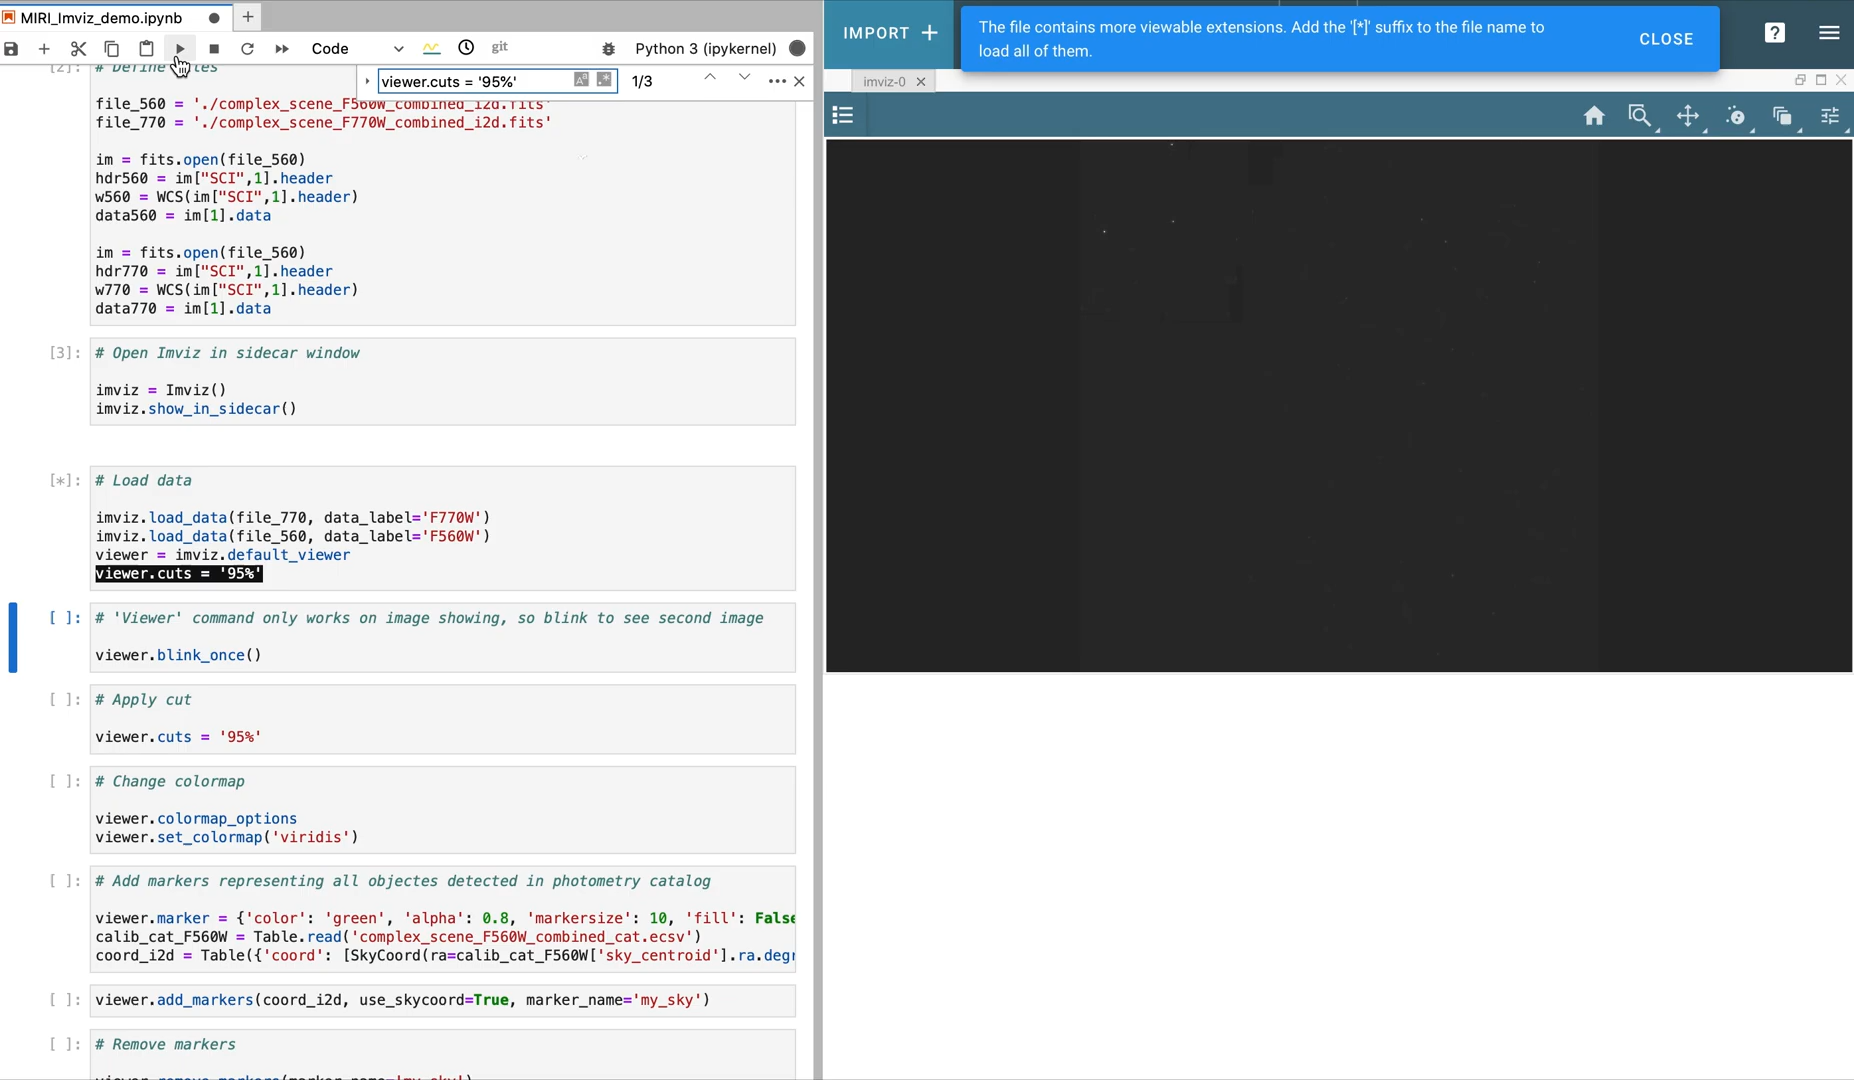 MIRI_Imviz_demo.ipynb
Code
git
Python 3 (ipykernel)
viewer.cuts = '95%'
1/3
[2]: # Define files
file_560 = './complex_scene_F560W_combined_i2d.fits'
file_770 = './complex_scene_F770W_combined_i2d.fits'
im = fits.open(file_560)
hdr560 = im["SCI",1].header
w560 = WCS(im["SCI",1].header)
data560 = im[1].data
im = fits.open(file_560)
hdr770 = im["SCI",1].header
w770 = WCS(im["SCI",1].header)
data770 = im[1].data
[3]: # Open Imviz in sidecar window
imviz = Imviz()
imviz.show_in_sidecar()
[*]: # Load data
imviz.load_data(file_770, data_label='F770W')
imviz.load_data(file_560, data_label='F560W')
viewer = imviz.default_viewer
viewer.cuts = '95%'
[ ]: # 'Viewer' command only works on image showing, so blink to see second image
viewer.blink_once()
[ ]: # Apply cut
viewer.cuts = '95%'
[ ]: # Change colormap
viewer.colormap_options
viewer.set_colormap('viridis')
[ ]: # Add markers representing all objectes detected in photometry catalog
viewer.marker = {'color': 'green', 'alpha': 0.8, 'markersize': 10, 'fill': False
calib_cat_F560W = Table.read('complex_scene_F560W_combined_cat.ecsv')
coord_i2d = Table({'coord': [SkyCoord(ra=calib_cat_F560W['sky_centroid'].ra.degr
[ ]: viewer.add_markers(coord_i2d, use_skycoord=True, marker_name='my_sky')
[ ]: # Remove markers
viewer.remove_markers(marker_name='my_sky')
IMPORT +
The file contains more viewable extensions. Add the '[*]' suffix to the file name to
load all of them.
CLOSE
?
imviz-0